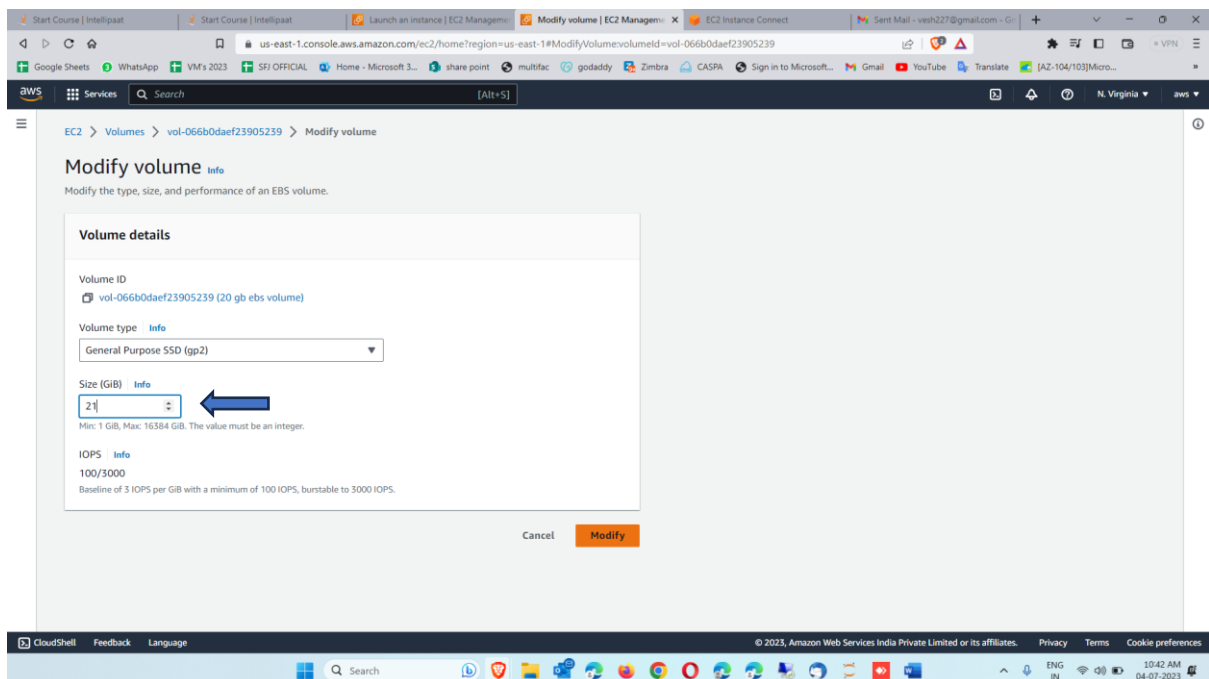 Start Course | Intellipaat Start Course | Intellipaat Launch an instance | EC2 Manageme Modify volume | EC2 Manageme EC2 Instance Connect Sent Mail - vesh227@gmail.com - G
us-east-1.console.aws.amazon.com/ec2/home?region=us-east-1#ModifyVolume:volumeId=vol-066b0daef23905239 VPN
Google Sheets WhatsApp VM's 2023 SFJ OFFICIAL Home - Microsoft 3... share point multifac godaddy Zimbra CASPA Sign in to Microsoft... Gmail YouTube Translate [AZ-104/103]Micro... »
aws Services Search [Alt+S] N. Virginia aws
EC2 > Volumes > vol-066b0daef23905239 > Modify volume
Modify volume Info
Modify the type, size, and performance of an EBS volume.
Volume details
Volume ID
vol-066b0daef23905239 (20 gb ebs volume)
Volume type Info
General Purpose SSD (gp2)
Size (GiB) Info
21
Min: 1 GiB, Max: 16384 GiB. The value must be an integer.
IOPS Info
100/3000
Baseline of 3 IOPS per GiB with a minimum of 100 IOPS, burstable to 3000 IOPS.
Cancel Modify
CloudShell Feedback Language © 2023, Amazon Web Services India Private Limited or its affiliates. Privacy Terms Cookie preferences
Search ENG 10:42 AM
IN 04-07-2023